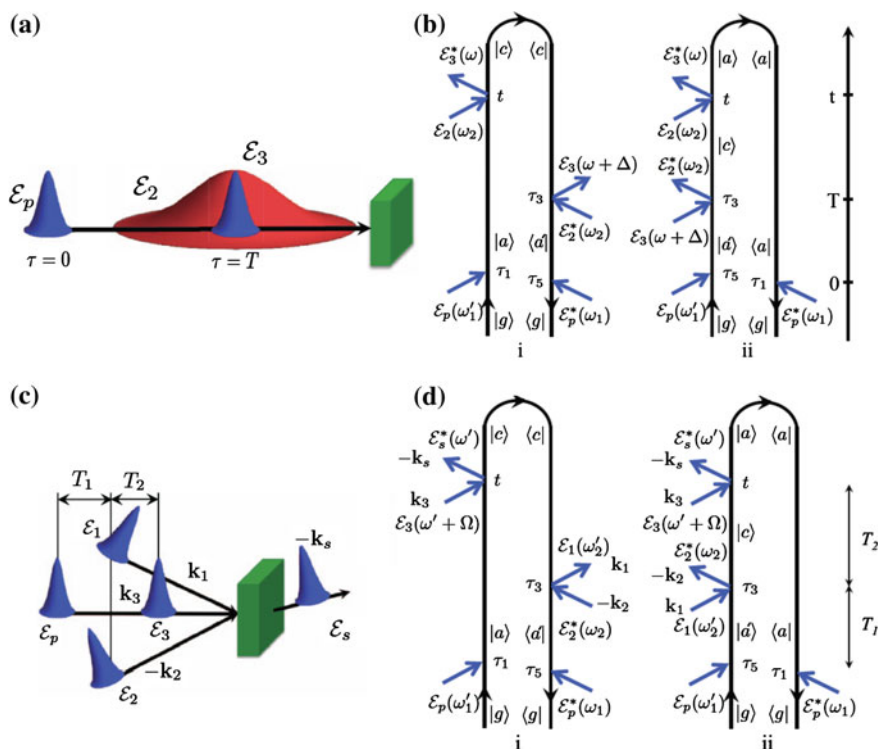 (a)
ℰₚ
ℰ₂
ℰ₃
τ = 0
τ = T
(b)
|c⟩ ⟨c|
ℰ₃*(ω)
t
ℰ₂(ω₂)
ℰ₃(ω + Δ)
τ₃
ℰ₂*(ω₂)
|a⟩ ⟨a′|
τ₁ τ₅
ℰₚ(ω₁′) ℰₚ*(ω₁)
|g⟩ ⟨g|
i
|a⟩ ⟨a|
ℰ₃*(ω)
t
ℰ₂(ω₂)
|c⟩
ℰ₂*(ω₂)
τ₃
ℰ₃(ω + Δ)
|a′⟩ ⟨a|
τ₅ τ₁
ℰₚ(ω₁′) ℰₚ*(ω₁)
|g⟩ ⟨g|
ii
t
T
0
(c)
T₁ T₂
ℰ₁
k₁
−kₛ
k₃
ℰₚ ℰ₃ ℰₛ
−k₂
ℰ₂
(d)
ℰₛ*(ω′) |c⟩ ⟨c|
−kₛ
t
k₃
ℰ₃(ω′ + Ω)
ℰ₁(ω₂′)
k₁
τ₃
−k₂
|a⟩ ⟨a′| ℰ₂*(ω₂)
τ₁ τ₅
ℰₚ(ω₁′) ℰₚ*(ω₁)
|g⟩ ⟨g|
i
ℰₛ*(ω′) |a⟩ ⟨a|
−kₛ
t
k₃
ℰ₃(ω′ + Ω)
|c⟩
ℰ₂*(ω₂)
−k₂
τ₃
k₁
ℰ₁(ω₂′) |a′⟩ ⟨a|
τ₅ τ₁
ℰₚ(ω₁′) ℰₚ*(ω₁)
|g⟩ ⟨g|
ii
T₂
T₁